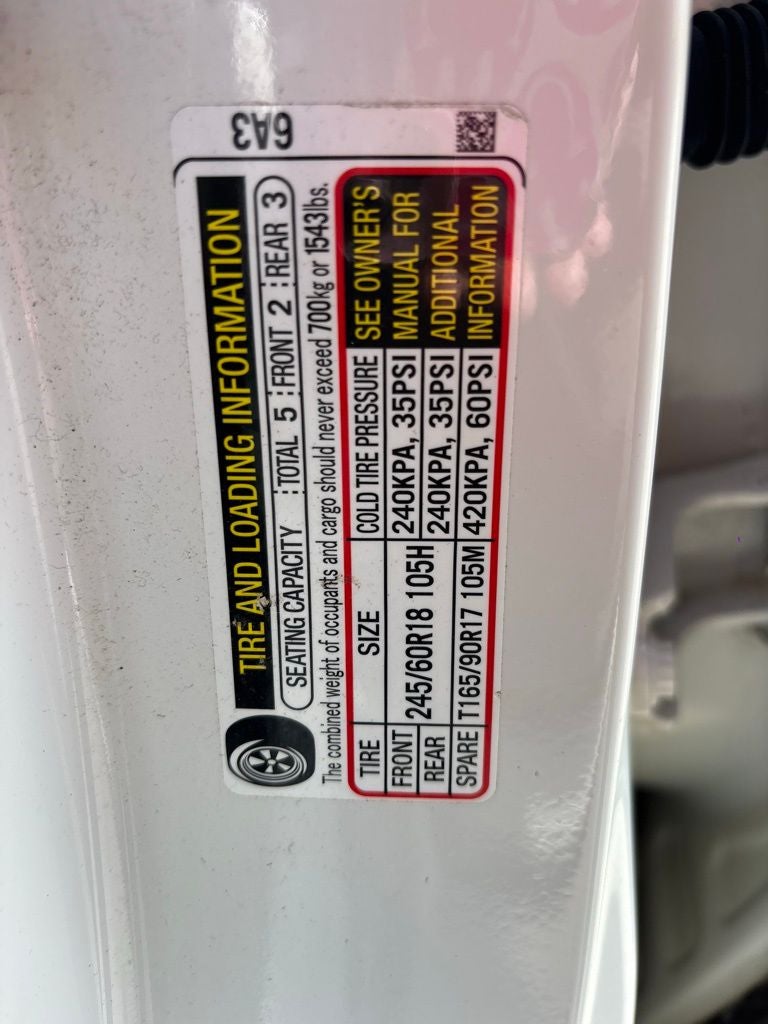 6A3
TIRE AND LOADING INFORMATION
SEATING CAPACITY TOTAL 5 FRONT 2 REAR 3
The combined weight of occupants and cargo should never exceed 700kg or 1543lbs.
TIRE SIZE COLD TIRE PRESSURE
FRONT 245/60R18 105H 240KPA, 35PSI
REAR 240KPA, 35PSI
SPARE T165/90R17 105M 420KPA, 60PSI
SEE OWNER'S
MANUAL FOR
ADDITIONAL
INFORMATION